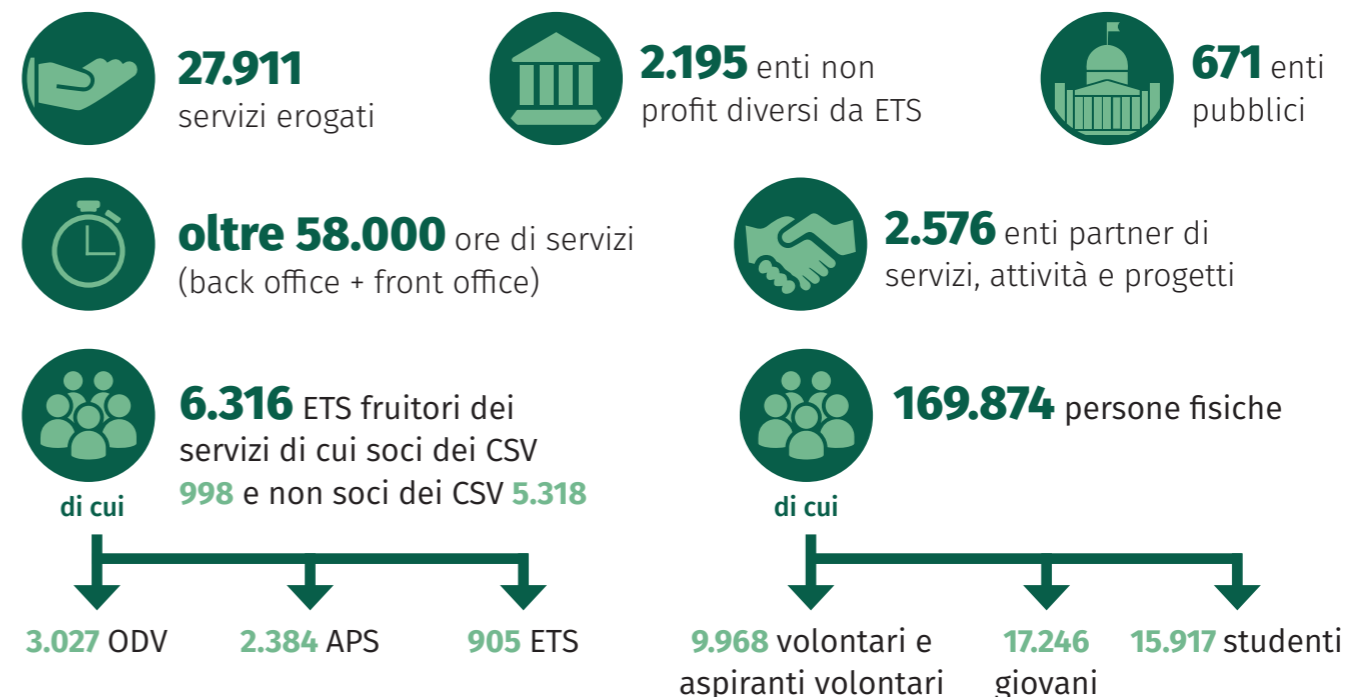 27.911
servizi erogati
2.195 enti non
profit diversi da ETS
671 enti
pubblici
oltre 58.000 ore di servizi
(back office + front office)
2.576 enti partner di
servizi, attività e progetti
6.316 ETS fruitori dei
servizi di cui soci dei CSV
998 e non soci dei CSV 5.318
di cui
3.027 ODV
2.384 APS
905 ETS
169.874 persone fisiche
di cui
9.968 volontari e
aspiranti volontari
17.246
giovani
15.917 studenti